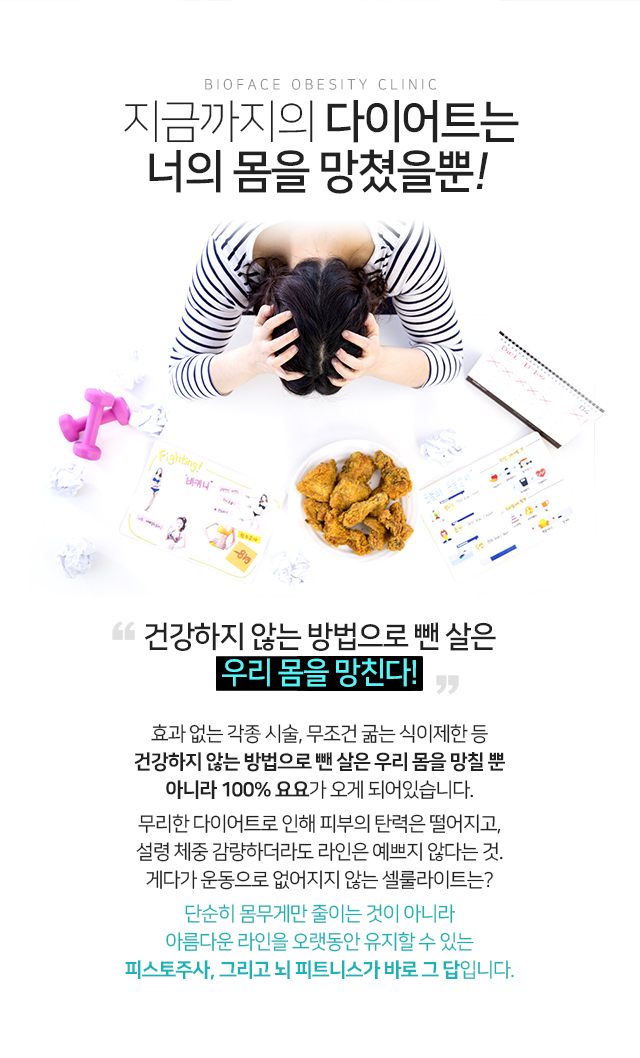 BIOFACE OBESITY CLINIC
지금까지의 다이어트는
너의 몸을 망쳤을뿐!
Fighting!
"비키니"
“ 건강하지 않는 방법으로 뺀 살은
우리 몸을 망친다! ”
효과 없는 각종 시술, 무조건 굶는 식이제한 등
건강하지 않는 방법으로 뺀 살은 우리 몸을 망칠 뿐
아니라 100% 요요가 오게 되어있습니다.
무리한 다이어트로 인해 피부의 탄력은 떨어지고,
설령 체중 감량하더라도 라인은 예쁘지 않다는 것.
게다가 운동으로 없어지지 않는 셀룰라이트는?
단순히 몸무게만 줄이는 것이 아니라
아름다운 라인을 오랫동안 유지할 수 있는
피스토주사, 그리고 뇌 피트니스가 바로 그 답입니다.